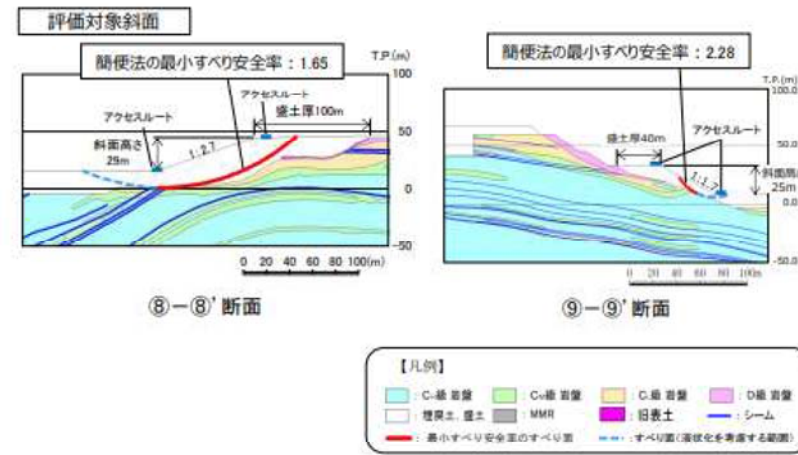 評価対象斜面
簡便法の最小すべり安全率：1.65
簡便法の最小すべり安全率：2.28
T.P.(m)
100
50
0
-50
アクセスルート
アクセスルート
盛土厚100m
斜面高さ
29m
1:2.7
0 20 40 60 80 100(m)
⑧－⑧’断面
T.P.(m)
100.0
50.0
0.0
-50.0
盛土厚40m
アクセスルート
斜面高さ
25m
1:1.7
0 20 40 60 80 100m
⑨－⑨’断面
【凡例】
：CH級 岩盤 ：CM級 岩盤 ：CL級 岩盤 ：D級 岩盤
：埋戻土，盛土 ：MMR ：旧表土 ：シーム
：最小すべり安全率のすべり面 ：すべり面（液状化を考慮する範囲）